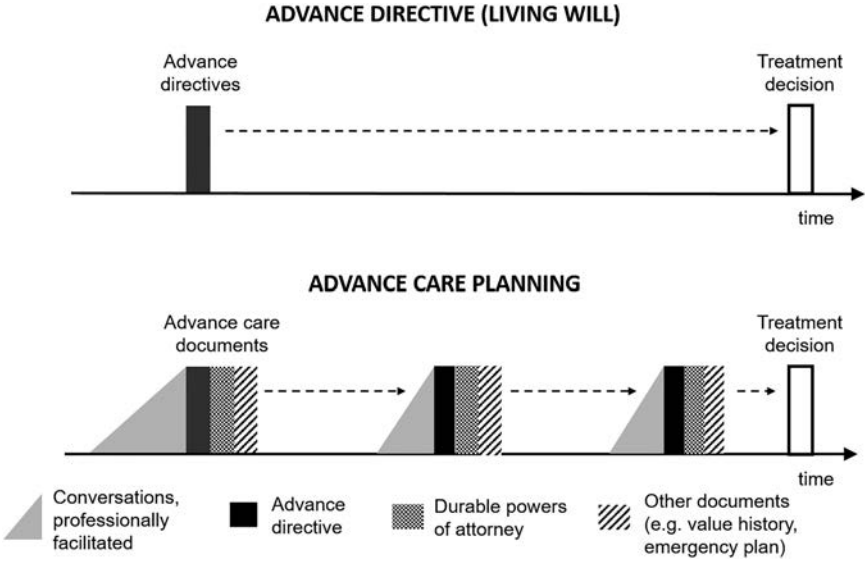 ADVANCE DIRECTIVE (LIVING WILL)
Advance
directives
Treatment
decision
time
ADVANCE CARE PLANNING
Advance care
documents
Treatment
decision
time
Conversations,
professionally
facilitated
Advance
directive
Durable powers
of attorney
Other documents
(e.g. value history,
emergency plan)